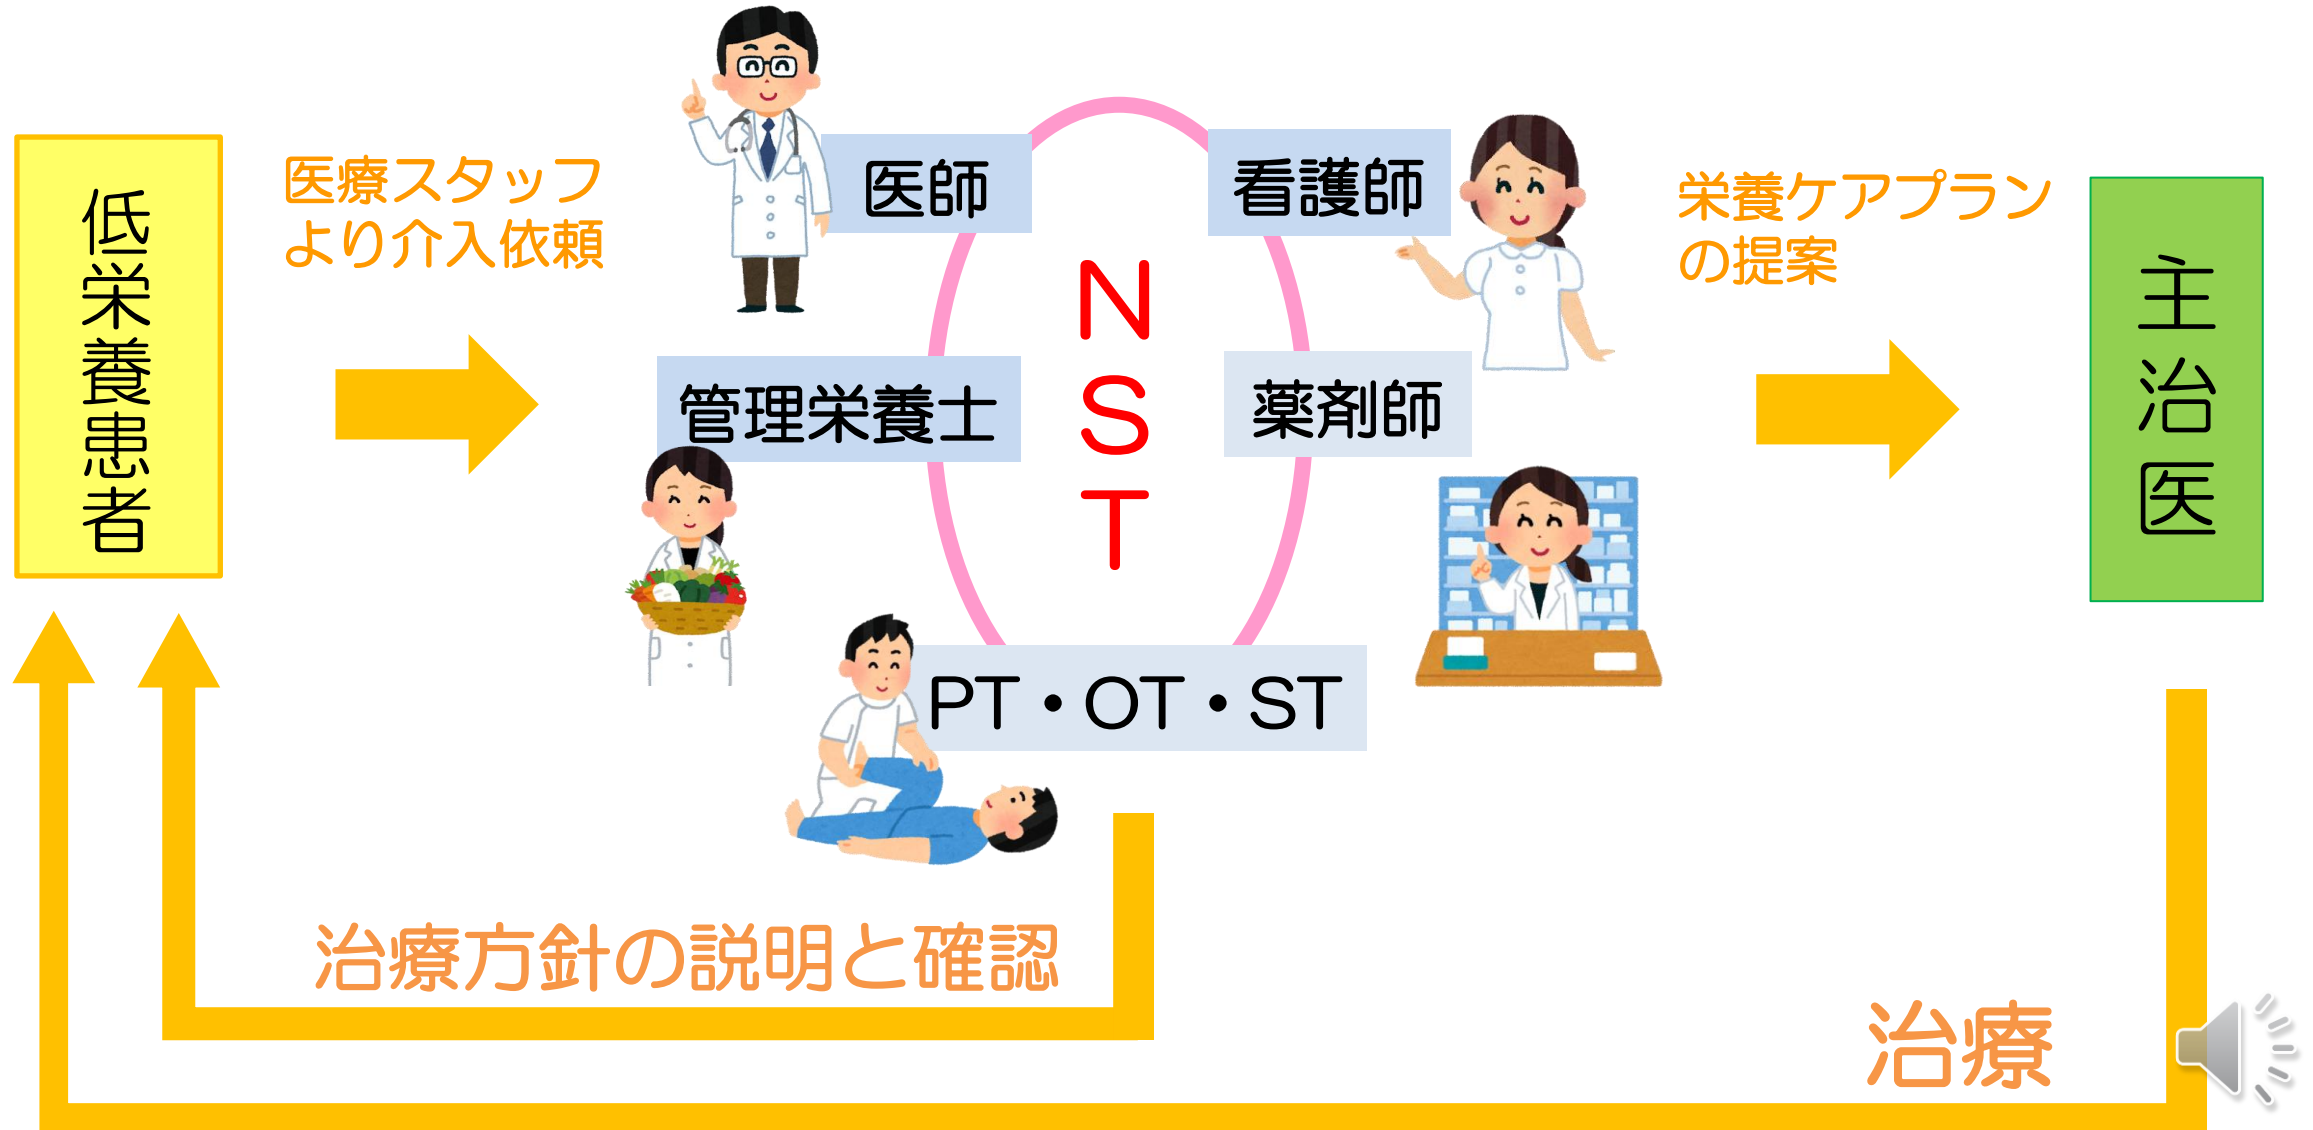 低栄養患者
医療スタッフ
より介入依頼
医師
看護師
NST
管理栄養士
薬剤師
PT・OT・ST
栄養ケアプラン
の提案
主治医
治療方針の説明と確認
治療